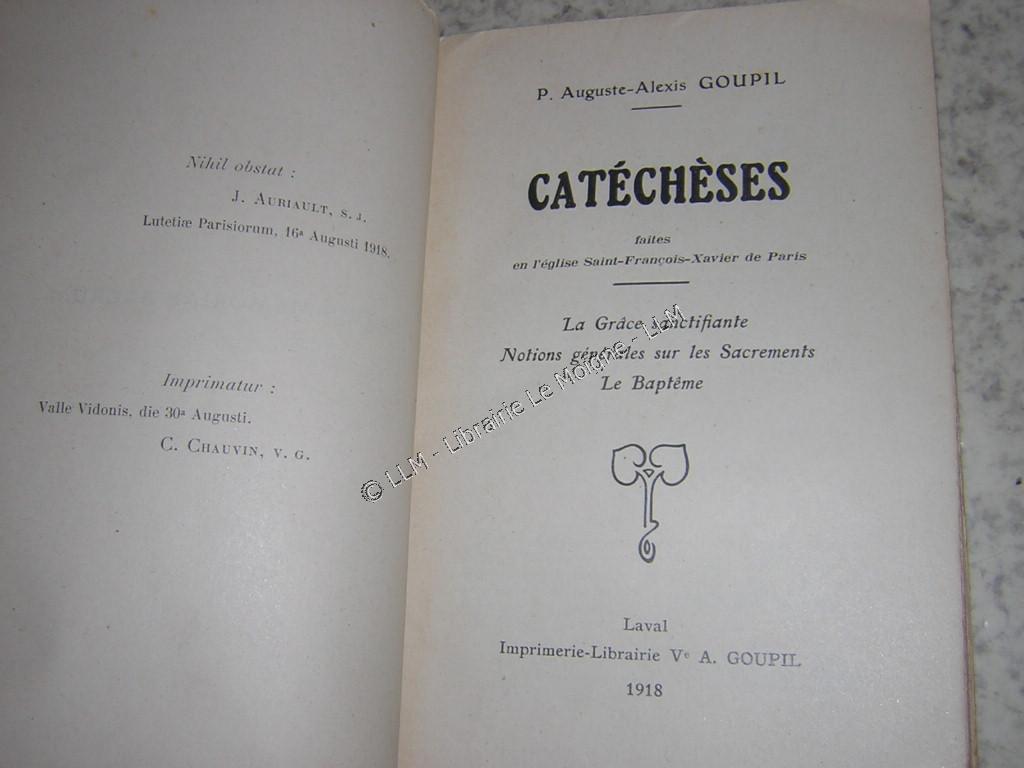 Nihil obstat :
J. AURIAULT, S. J.
Lutetiæ Parisiorum, 16ª Augusti 1918.
Imprimatur :
Valle Vidonis, die 30ª Augusti.
C. CHAUVIN, V. G.
P. Auguste-Alexis GOUPIL
CATÉCHÈSES
faites
en l'église Saint-François-Xavier de Paris
La Grâce sanctifiante
Notions générales sur les Sacrements
Le Baptême
Laval
Imprimerie-Librairie Vᵉ A. GOUPIL
1918
© LLM - Librairie Le Moigne - LLM